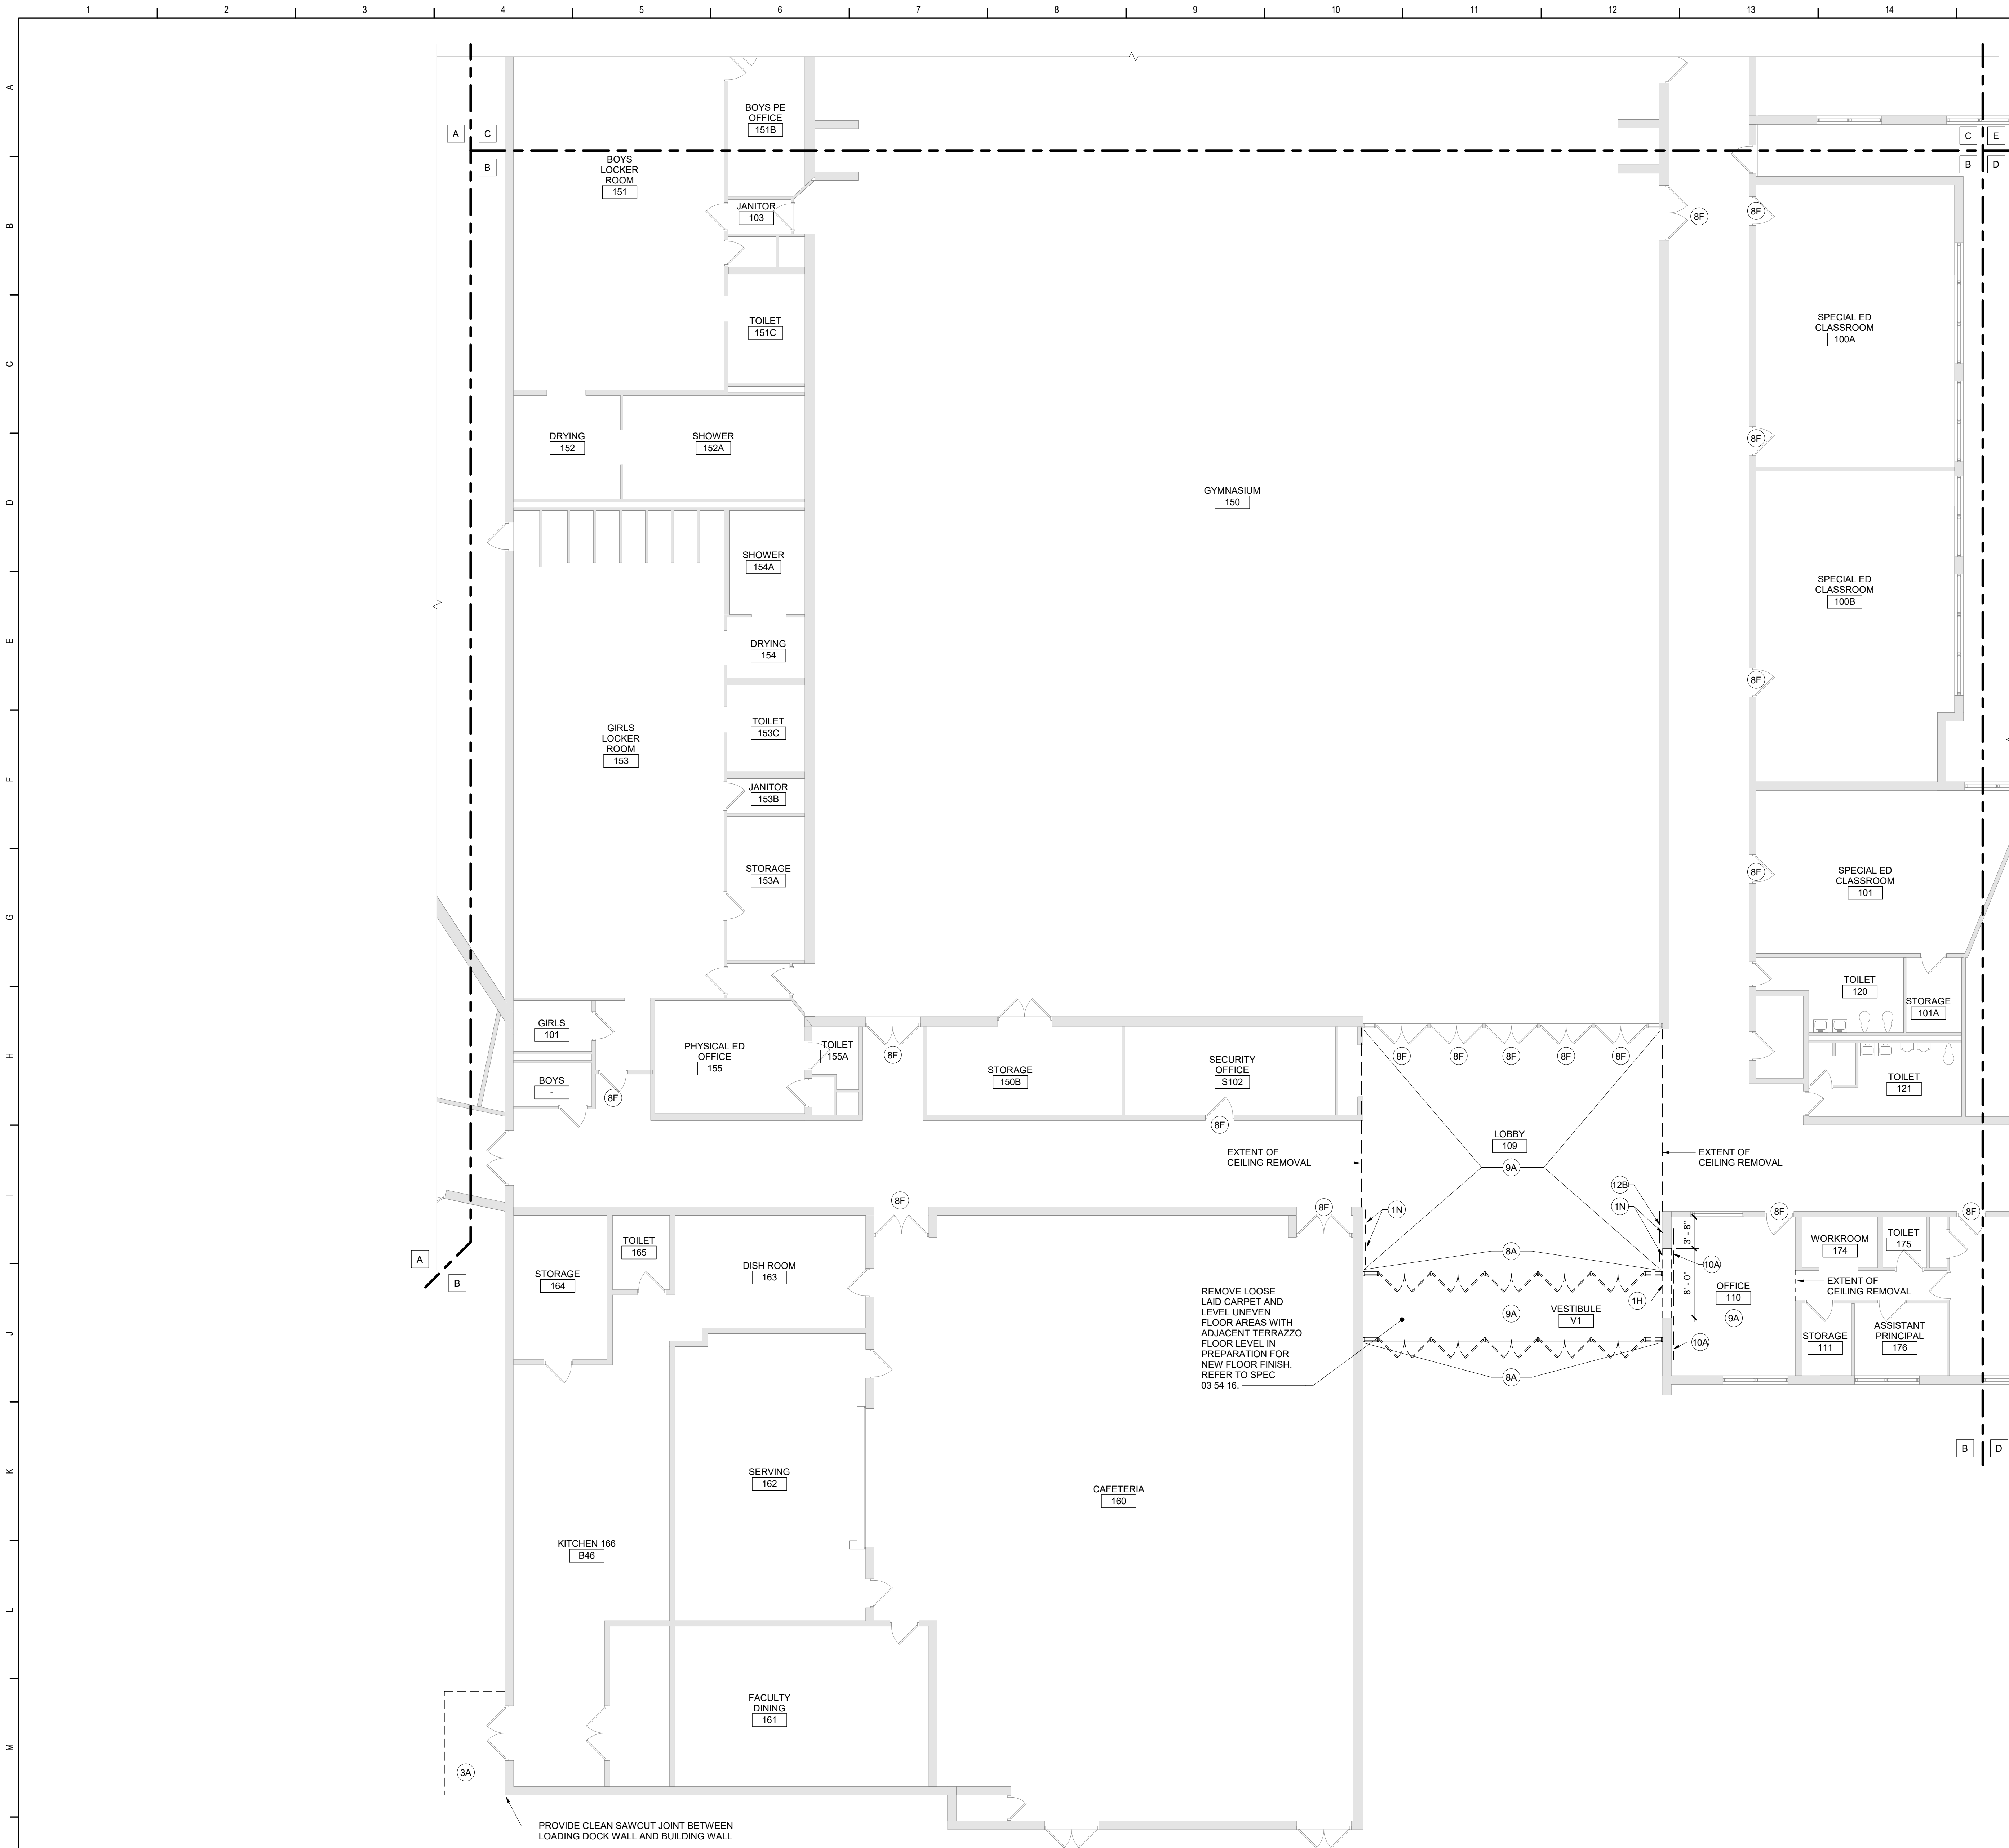 1 2 3 4 5 6 7 8 9 10 11 12 13 14
A
B
C
D
E
F
G
H
I
J
K
L
M
A C
B
C E
B D
BOYS PE
OFFICE
151B
BOYS
LOCKER
ROOM
151
JANITOR
103
8F
8F
TOILET
151C
SPECIAL ED
CLASSROOM
100A
DRYING
152
SHOWER
152A
8F
GYMNASIUM
150
SHOWER
154A
SPECIAL ED
CLASSROOM
100B
DRYING
154
8F
GIRLS
LOCKER
ROOM
153
TOILET
153C
JANITOR
153B
STORAGE
153A
8F
SPECIAL ED
CLASSROOM
101
TOILET
120
STORAGE
101A
GIRLS
101
BOYS
-
8F
PHYSICAL ED
OFFICE
155
TOILET
155A
8F
STORAGE
150B
SECURITY
OFFICE
S102
8F
8F 8F 8F 8F 8F
TOILET
121
LOBBY
109
9A
EXTENT OF
CEILING REMOVAL
EXTENT OF
CEILING REMOVAL
12B
1N
1N
8F
8F
8F
8F
3' - 8"
8' - 0"
A
B
STORAGE
164
TOILET
165
DISH ROOM
163
8A
10A
1H
WORKROOM
174
TOILET
175
OFFICE
110
9A
EXTENT OF
CEILING REMOVAL
REMOVE LOOSE
LAID CARPET AND
LEVEL UNEVEN
FLOOR AREAS WITH
ADJACENT TERRAZZO
FLOOR LEVEL IN
PREPARATION FOR
NEW FLOOR FINISH.
REFER TO SPEC
03 54 16.
9A
VESTIBULE
V1
8A
10A
STORAGE
111
ASSISTANT
PRINCIPAL
176
B D
SERVING
162
CAFETERIA
160
KITCHEN 166
B46
FACULTY
DINING
161
3A
PROVIDE CLEAN SAWCUT JOINT BETWEEN
LOADING DOCK WALL AND BUILDING WALL